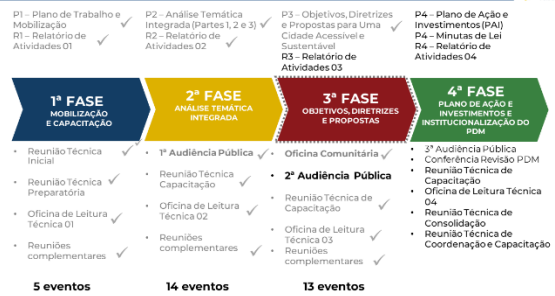 P1 – Plano de Trabalho e
Mobilização
R1 – Relatório de
Atividades 01
P2 – Análise Temática
Integrada (Partes 1, 2 e 3)
R2 – Relatório de
Atividades 02
P3 – Objetivos, Diretrizes
e Propostas para Uma
Cidade Acessível e
Sustentável
R3 – Relatório de
Atividades 03
P4 – Plano de Ação e
Investimentos (PAI)
P4 – Minutas de Lei
R4 – Relatório de
Atividades 04
1ª FASE
MOBILIZAÇÃO
E CAPACITAÇÃO
2ª FASE
ANÁLISE TEMÁTICA
INTEGRADA
3ª FASE
OBJETIVOS, DIRETRIZES
E PROPOSTAS
4ª FASE
PLANO DE AÇÃO E
INVESTIMENTOS E
INSTITUCIONALIZAÇÃO DO
PDM
• Reunião Técnica
Inicial
• Reunião Técnica
Preparatória
• Oficina de Leitura
Técnica 01
• Reuniões
complementares
• 1ª Audiência Pública
• Reunião Técnica
Capacitação
• Oficina de Leitura
Técnica 02
• Reuniões
complementares
• Oficina Comunitária
• 2ª Audiência Pública
• Reunião Técnica de
Capacitação
• Oficina de Leitura
Técnica 03
• Reuniões
complementares
• 3ª Audiência Pública
• Conferência Revisão PDM
• Reunião Técnica de
Capacitação
• Oficina de Leitura Técnica
04
• Reunião Técnica de
Consolidação
• Reunião Técnica de
Coordenação e Capacitação
5 eventos
14 eventos
13 eventos